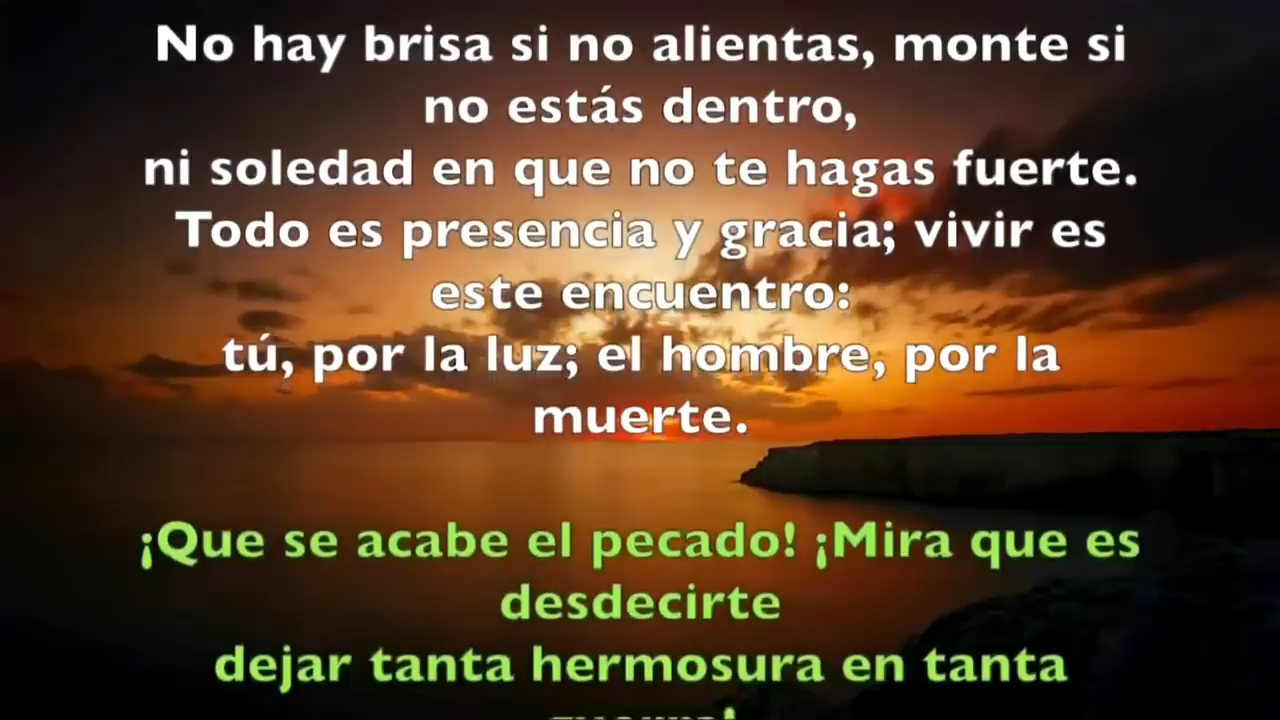 No hay brisa si no alientas, monte si
no estás dentro,
ni soledad en que no te hagas fuerte.
Todo es presencia y gracia; vivir es
este encuentro:
tú, por la luz; el hombre, por la
muerte.
¡Que se acabe el pecado! ¡Mira que es
desdecirte
dejar tanta hermosura en tanta